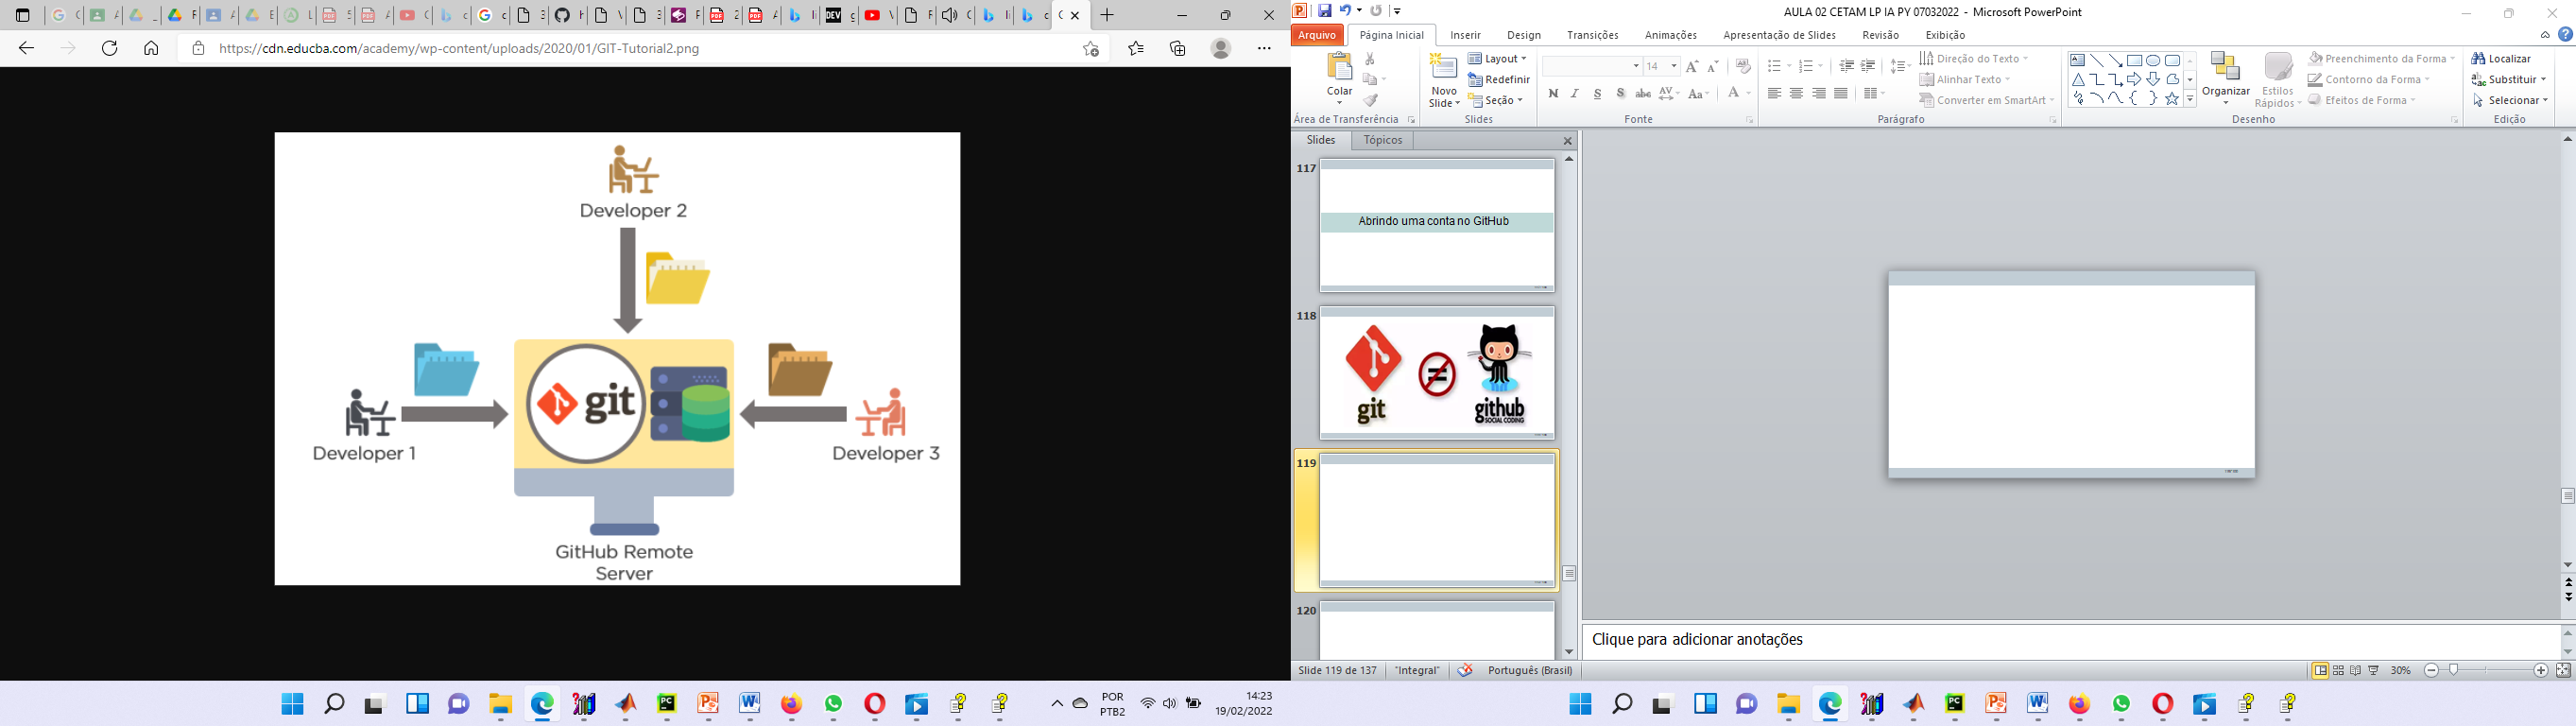 https://cdn.educba.com/academy/wp-content/uploads/2020/01/GIT-Tutorial2.png
Developer 2
git
Developer 1
Developer 3
GitHub Remote
Server
POR
PTB2
14:23
19/02/2022
AULA 02 CETAM LP IA PY 07032022 - Microsoft PowerPoint
Arquivo
Página Inicial
Inserir
Design
Transições
Animações
Apresentação de Slides
Revisão
Exibição
Colar
Área de Transferência
Novo
Slide
Layout
Redefinir
Seção
Slides
14
Fonte
Direção do Texto
Alinhar Texto
Converter em SmartArt
Parágrafo
Organizar
Estilos
Rápidos
Preenchimento da Forma
Contorno da Forma
Efeitos de Forma
Desenho
Localizar
Substituir
Selecionar
Edição
Slides
Tópicos
117
Abrindo uma conta no GitHub
118
git
github
SOCIAL CODING
119
120
Clique para adicionar anotações
Slide 119 de 137
"Integral"
Português (Brasil)
30%